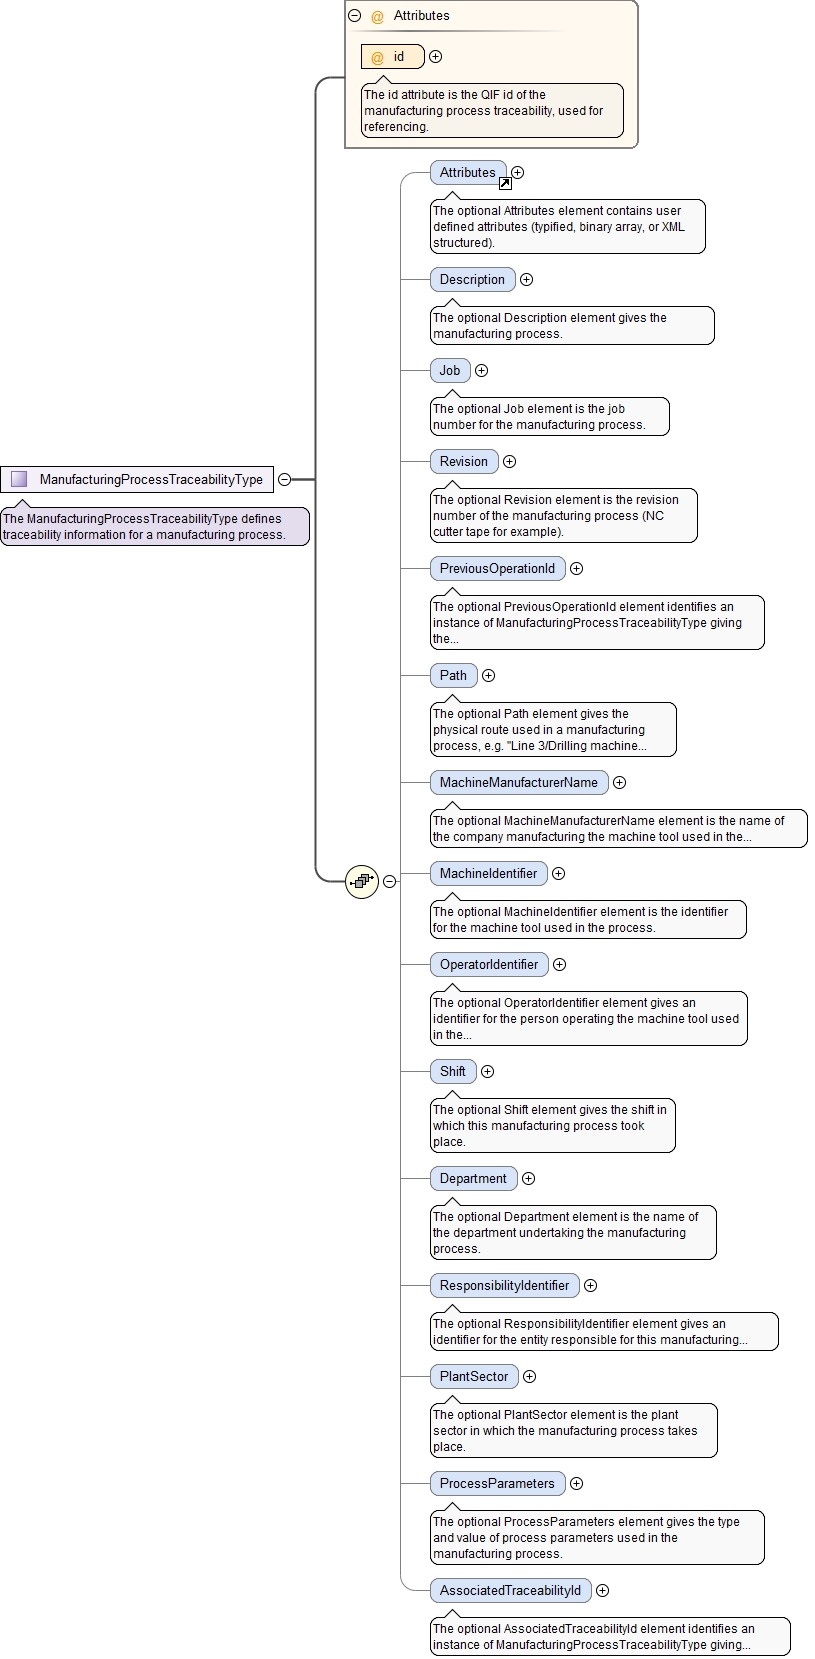 @ Attributes
@ id
The id attribute is the QIF id of the
manufacturing process traceability, used for
referencing.
Attributes
The optional Attributes element contains user
defined attributes (typified, binary array, or XML
structured).
Description
The optional Description element gives the
manufacturing process.
Job
The optional Job element is the job
number for the manufacturing process.
Revision
ManufacturingProcessTraceabilityType
The optional Revision element is the revision
number of the manufacturing process (NC
cutter tape for example).
The ManufacturingProcessTraceabilityType defines
traceability information for a manufacturing process.
PreviousOperationId
The optional PreviousOperationId element identifies an
instance of ManufacturingProcessTraceabilityType giving
the...
Path
The optional Path element gives the
physical route used in a manufacturing
process, e.g. "Line 3/Drilling machine...
MachineManufacturerName
The optional MachineManufacturerName element is the name of
the company manufacturing the machine tool used in the...
MachineIdentifier
The optional MachineIdentifier element is the identifier
for the machine tool used in the process.
OperatorIdentifier
The optional OperatorIdentifier element gives an
identifier for the person operating the machine tool used
in the...
Shift
The optional Shift element gives the shift in
which this manufacturing process took
place.
Department
The optional Department element is the name of
the department undertaking the manufacturing
process.
ResponsibilityIdentifier
The optional ResponsibilityIdentifier element gives an
identifier for the entity responsible for this manufacturing...
PlantSector
The optional PlantSector element is the plant
sector in which the manufacturing process takes
place.
ProcessParameters
The optional ProcessParameters element gives the type
and value of process parameters used in the
manufacturing process.
AssociatedTraceabilityId
The optional AssociatedTraceabilityId element identifies an
instance of ManufacturingProcessTraceabilityType giving...